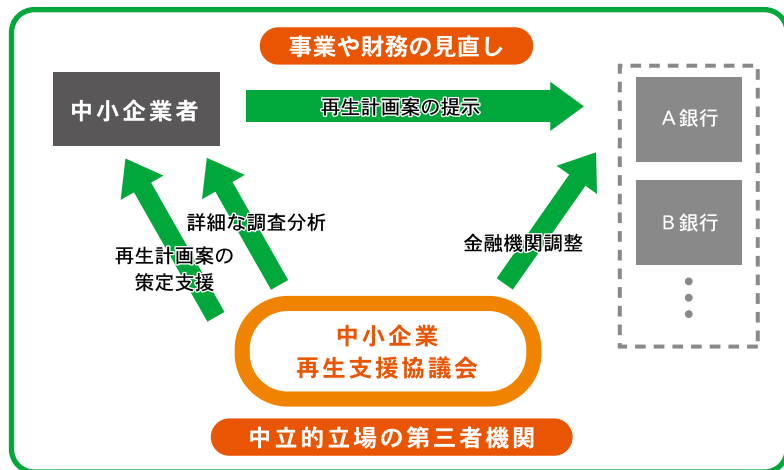 事業や財務の見直し
中小企業者
再生計画案の提示
A銀行
B銀行
詳細な調査分析
再生計画案の
策定支援
金融機関調整
中小企業
再生支援協議会
中立的立場の第三者機関